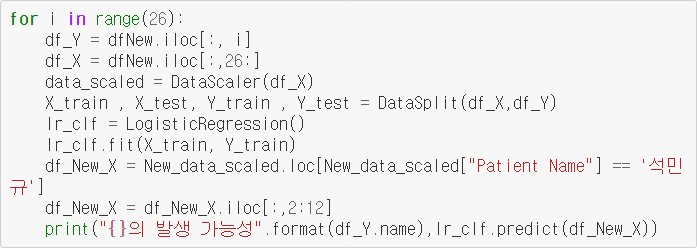 for i in range(26):
    df_Y = dfNew.iloc[:, i]
    df_X = dfNew.iloc[:,26:]
    data_scaled = DataScaler(df_X)
    X_train , X_test, Y_train , Y_test = DataSplit(df_X,df_Y)
    lr_clf = LogisticRegression()
    lr_clf.fit(X_train, Y_train)
    df_New_X = New_data_scaled.loc[New_data_scaled["Patient Name"] == '석민
규']
    df_New_X = df_New_X.iloc[:,2:12]
    print("{}의 발생 가능성".format(df_Y.name),lr_clf.predict(df_New_X))